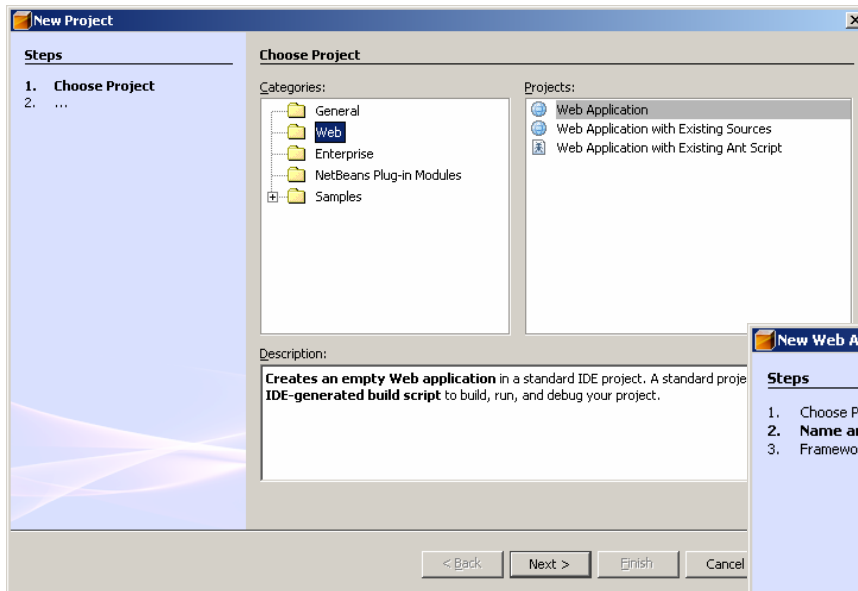 New Project
Steps
1. Choose Project
2. ...
Choose Project
Categories:
General
Web
Enterprise
NetBeans Plug-in Modules
Samples
Projects:
Web Application
Web Application with Existing Sources
Web Application with Existing Ant Script
Description:
Creates an empty Web application in a standard IDE project. A standard proje
IDE-generated build script to build, run, and debug your project.
< Back
Next >
Finish
Cancel
New Web A
Steps
1. Choose P
2. Name an
3. Framewo